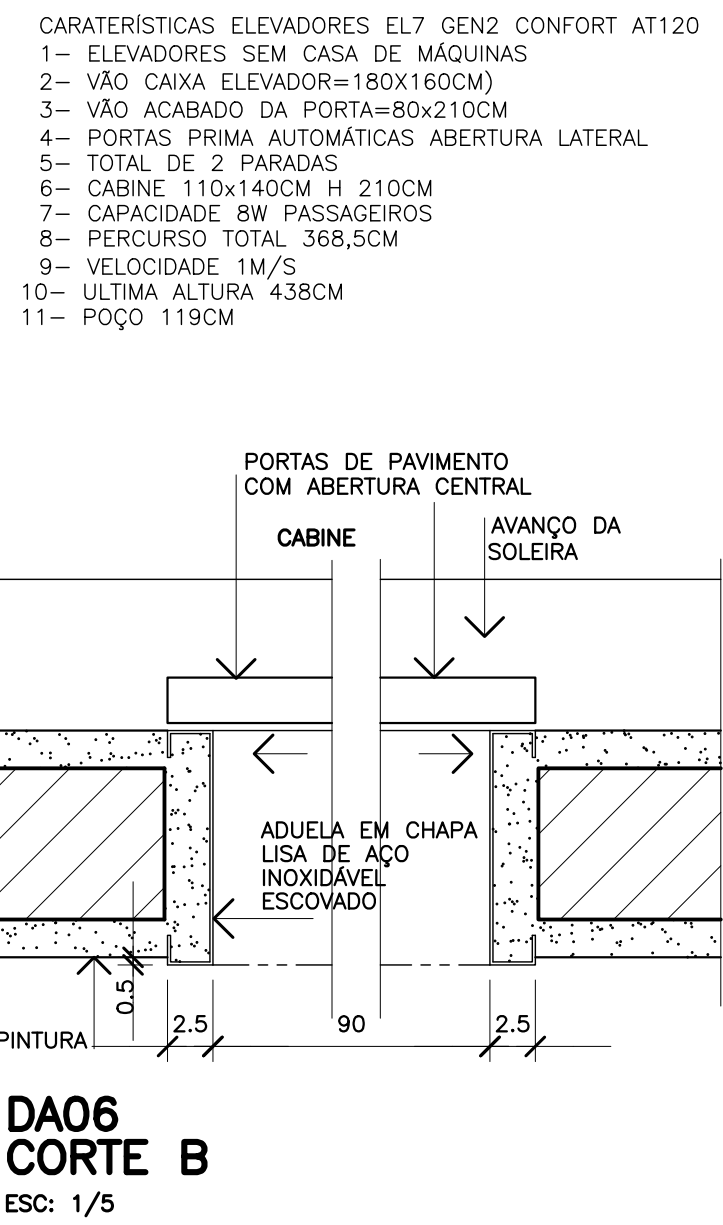 CARATERÍSTICAS ELEVADORES EL7 GEN2 CONFORT AT120
1– ELEVADORES SEM CASA DE MÁQUINAS
2– VÃO CAIXA ELEVADOR=180X160CM)
3– VÃO ACABADO DA PORTA=80x210CM
4– PORTAS PRIMA AUTOMÁTICAS ABERTURA LATERAL
5– TOTAL DE 2 PARADAS
6– CABINE 110x140CM H 210CM
7– CAPACIDADE 8W PASSAGEIROS
8– PERCURSO TOTAL 368,5CM
9– VELOCIDADE 1M/S
10– ULTIMA ALTURA 438CM
11– POÇO 119CM
PORTAS DE PAVIMENTO
COM ABERTURA CENTRAL
CABINE
AVANÇO DA
SOLEIRA
ADUELA EM CHAPA
LISA DE AÇO
INOXIDÁVEL
ESCOVADO
0.5
2.5
90
2.5
PINTURA
DA06
CORTE B
ESC: 1/5